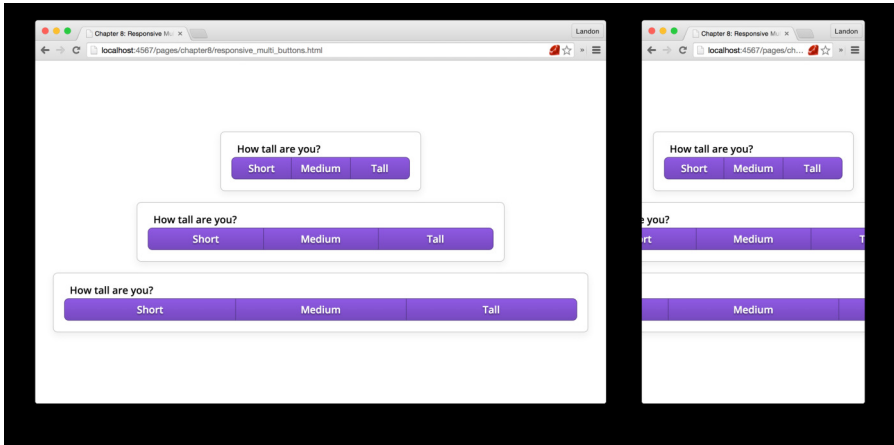 Chapter 8: Responsive Mu
Landon
localhost:4567/pages/chapter8/responsive_multi_buttons.html
How tall are you?
Short Medium Tall
How tall are you?
Short Medium Tall
How tall are you?
Short Medium Tall
Chapter 8: Responsive Mu
Landon
localhost:4567/pages/ch...
How tall are you?
Short Medium Tall
you?
Medium
Medium